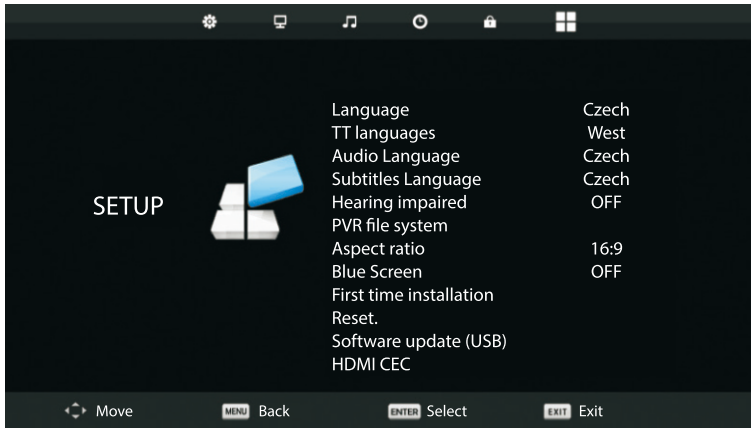 Language Czech
TT languages West
Audio Language Czech
Subtitles Language Czech
SETUP
Hearing impaired OFF
PVR file system
Aspect ratio 16:9
Blue Screen OFF
First time installation
Reset.
Software update (USB)
HDMI CEC
Move MENU Back ENTER Select EXIT Exit